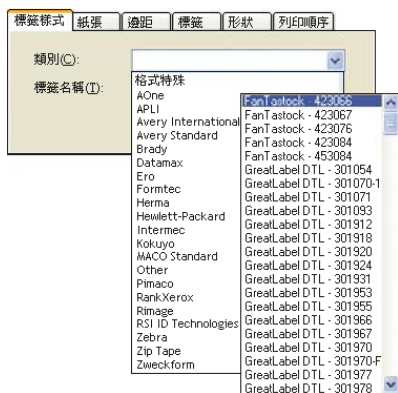 標籤樣式 紙張 邊距 標籤 形狀 列印順序
類別(C):
標籤名稱(T):
格式特殊
AOne
APLI
Avery International
Avery Standard
Brady
Datamax
Ero
Formtec
Herma
Hewlett-Packard
Intermec
Kokuyo
MACO Standard
Other
Pimaco
RankXerox
Rimage
RSI ID Technologies
Zebra
Zip Tape
Zweckform
FanTastock - 423066
FanTastock - 423067
FanTastock - 423076
FanTastock - 423084
FanTastock - 453084
GreatLabel DTL - 301054
GreatLabel DTL - 301070-1
GreatLabel DTL - 301071
GreatLabel DTL - 301093
GreatLabel DTL - 301912
GreatLabel DTL - 301918
GreatLabel DTL - 301920
GreatLabel DTL - 301924
GreatLabel DTL - 301931
GreatLabel DTL - 301953
GreatLabel DTL - 301955
GreatLabel DTL - 301966
GreatLabel DTL - 301967
GreatLabel DTL - 301970
GreatLabel DTL - 301970-F
GreatLabel DTL - 301977
GreatLabel DTL - 301978